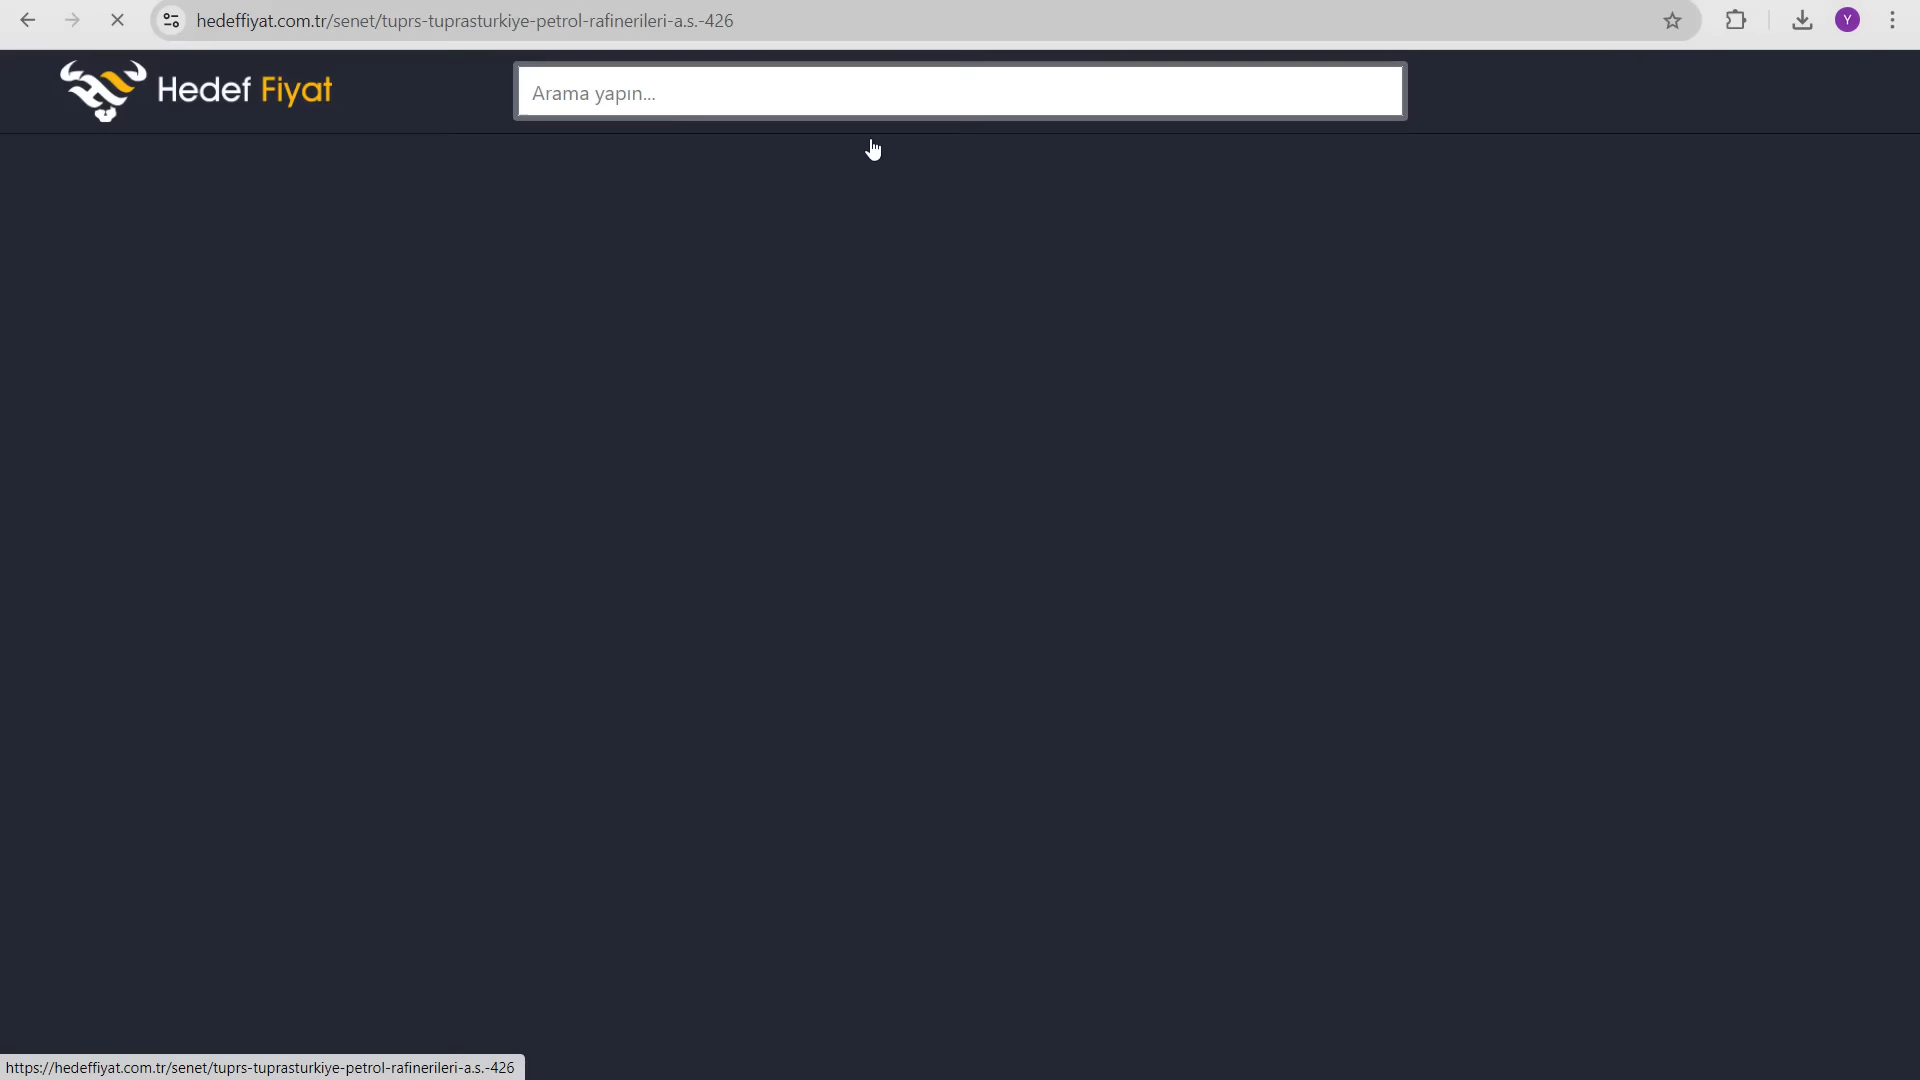 hedeffiyat.com.tr/senet/tuprs-tuprasturkiye-petrol-rafinerileri-a.s.-426
Y
Hedef Fiyat
Arama yapın...
https://hedeffiyat.com.tr/senet/tuprs-tuprasturkiye-petrol-rafinerileri-a.s.-426